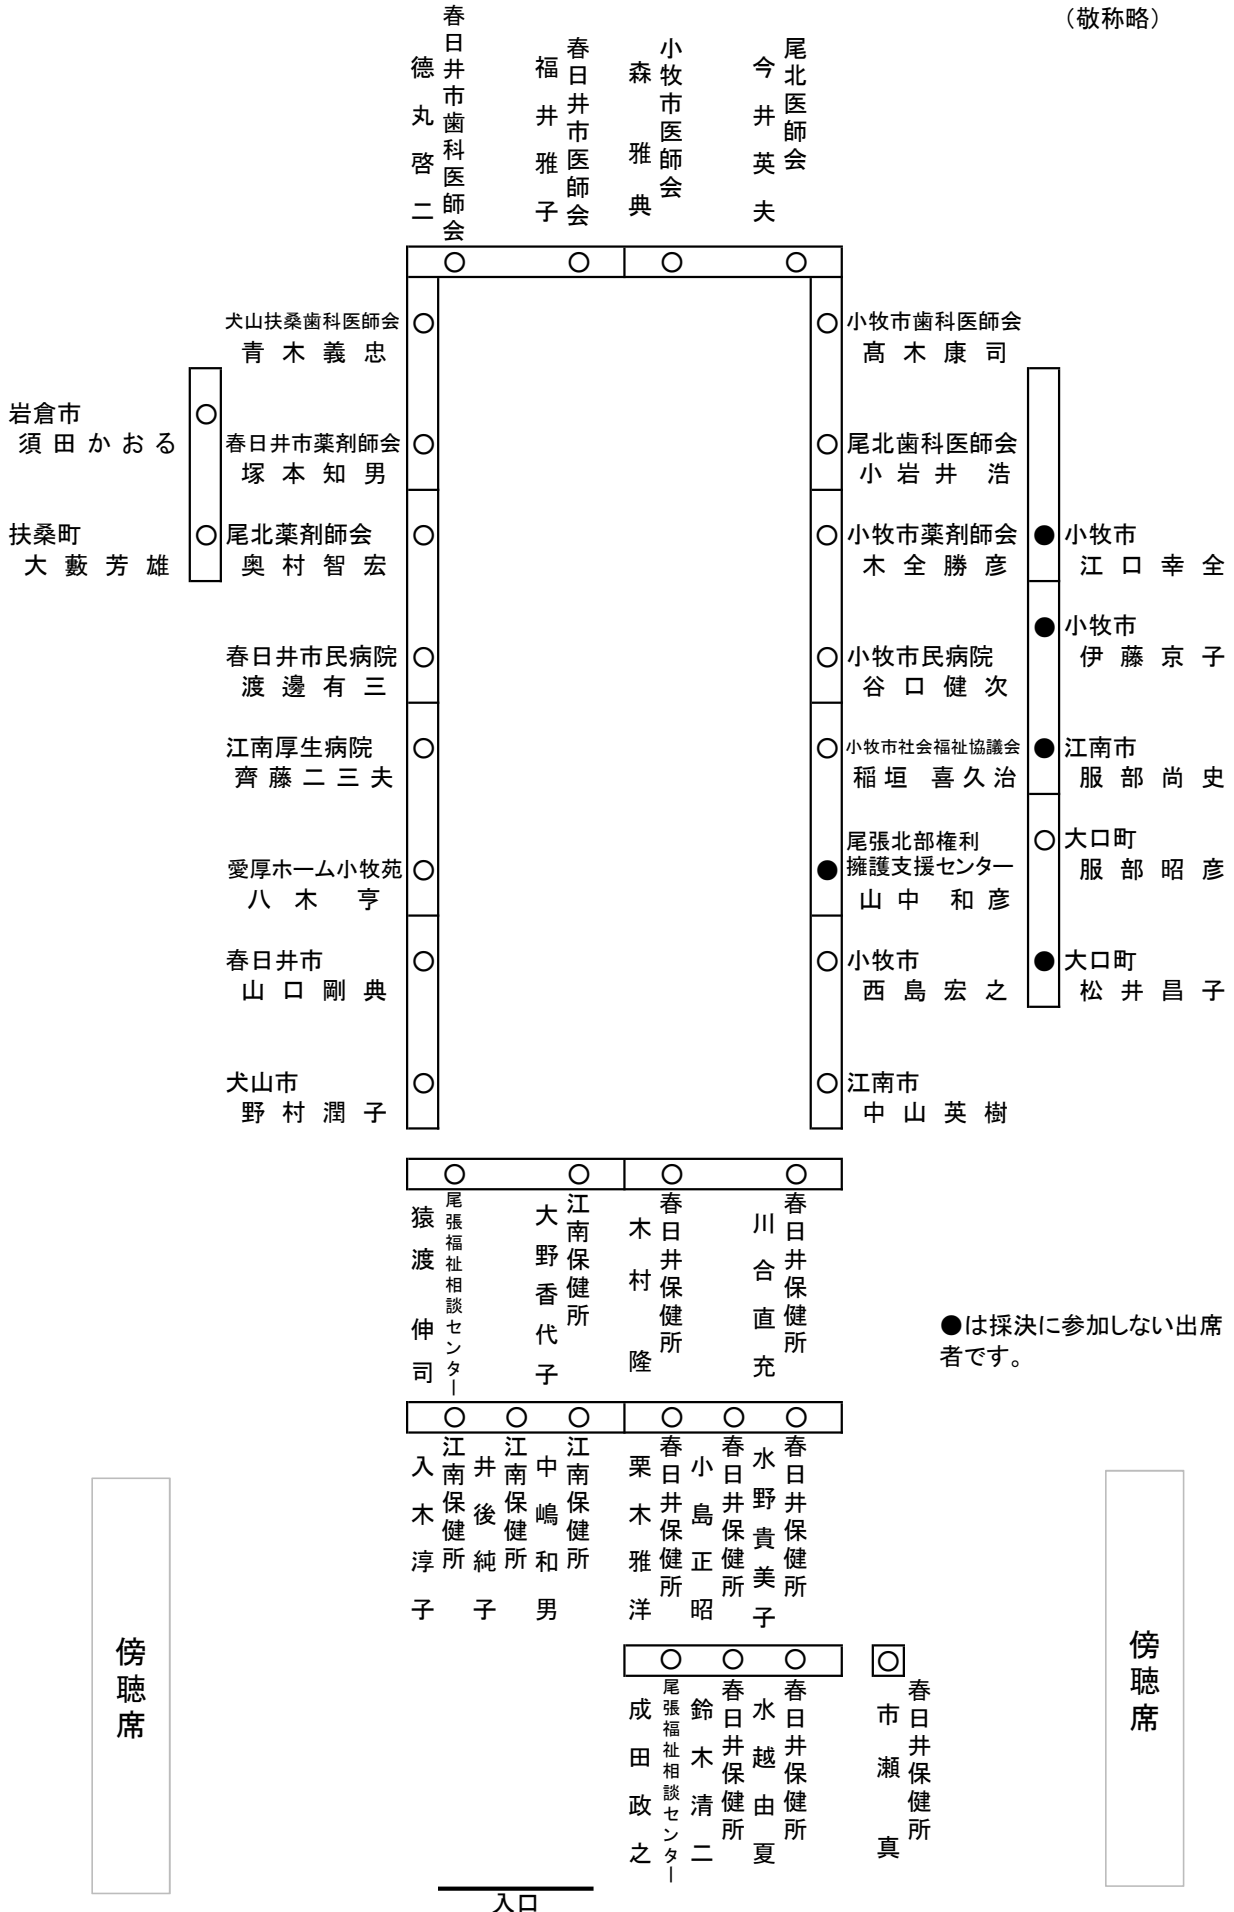 （敬称略）
春日井市歯科医師会
德丸啓二
春日井市医師会
福井雅子
小牧市医師会
森 雅典
尾北医師会
今井英夫
犬山扶桑歯科医師会
青木義忠
春日井市薬剤師会
塚本知男
尾北薬剤師会
奥村智宏
春日井市民病院
渡邊有三
江南厚生病院
齊藤二三夫
愛厚ホーム小牧苑
八木 亨
春日井市
山口剛典
犬山市
野村潤子
岩倉市
須田かおる
扶桑町
大藪芳雄
小牧市歯科医師会
髙木康司
尾北歯科医師会
小岩井 浩
小牧市薬剤師会
木全勝彦
小牧市民病院
谷口健次
小牧市社会福祉協議会
稲垣 喜久治
尾張北部権利
擁護支援センター
山中 和彦
小牧市
西島宏之
江南市
中山英樹
小牧市
江口幸全
小牧市
伊藤京子
江南市
服部尚史
大口町
服部昭彦
大口町
松井昌子
尾張福祉相談センター
猿渡 伸司
江南保健所
大野香代子
春日井保健所
木村 隆
春日井保健所
川合直充
●は採決に参加しない出席
者です。
江南保健所
入木淳子
江南保健所
井後純子
江南保健所
中嶋和男
春日井保健所
栗木雅洋
春日井保健所
小島正昭
春日井保健所
水野貴美子
尾張福祉相談センター
成田政之
春日井保健所
鈴木清二
春日井保健所
水越由夏
春日井保健所
市瀬 真
傍聴席
傍聴席
入口